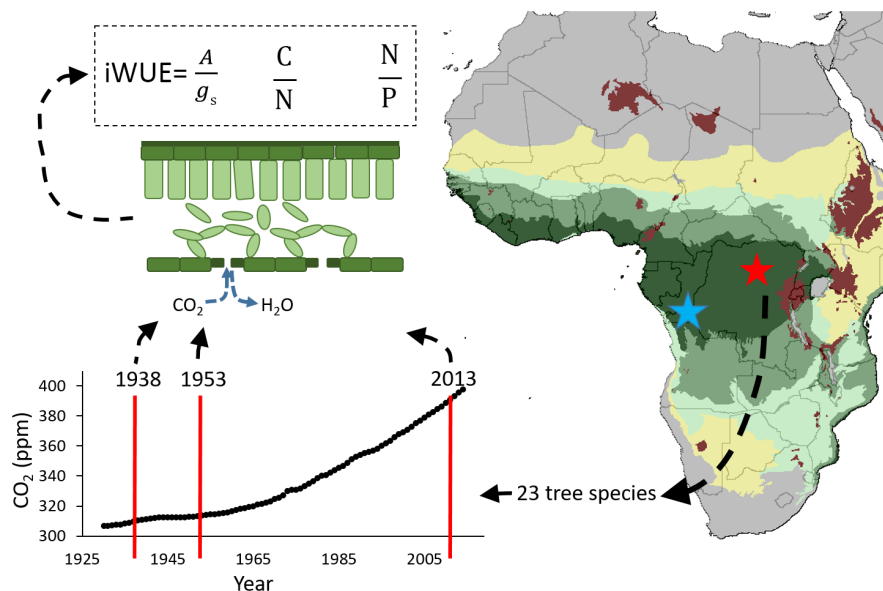 iWUE= A/g_s C/N N/P
CO₂ H₂O
1938 1953 2013
400
380
360
340
320
300
CO₂ (ppm)
1925 1945 1965 1985 2005
Year
23 tree species